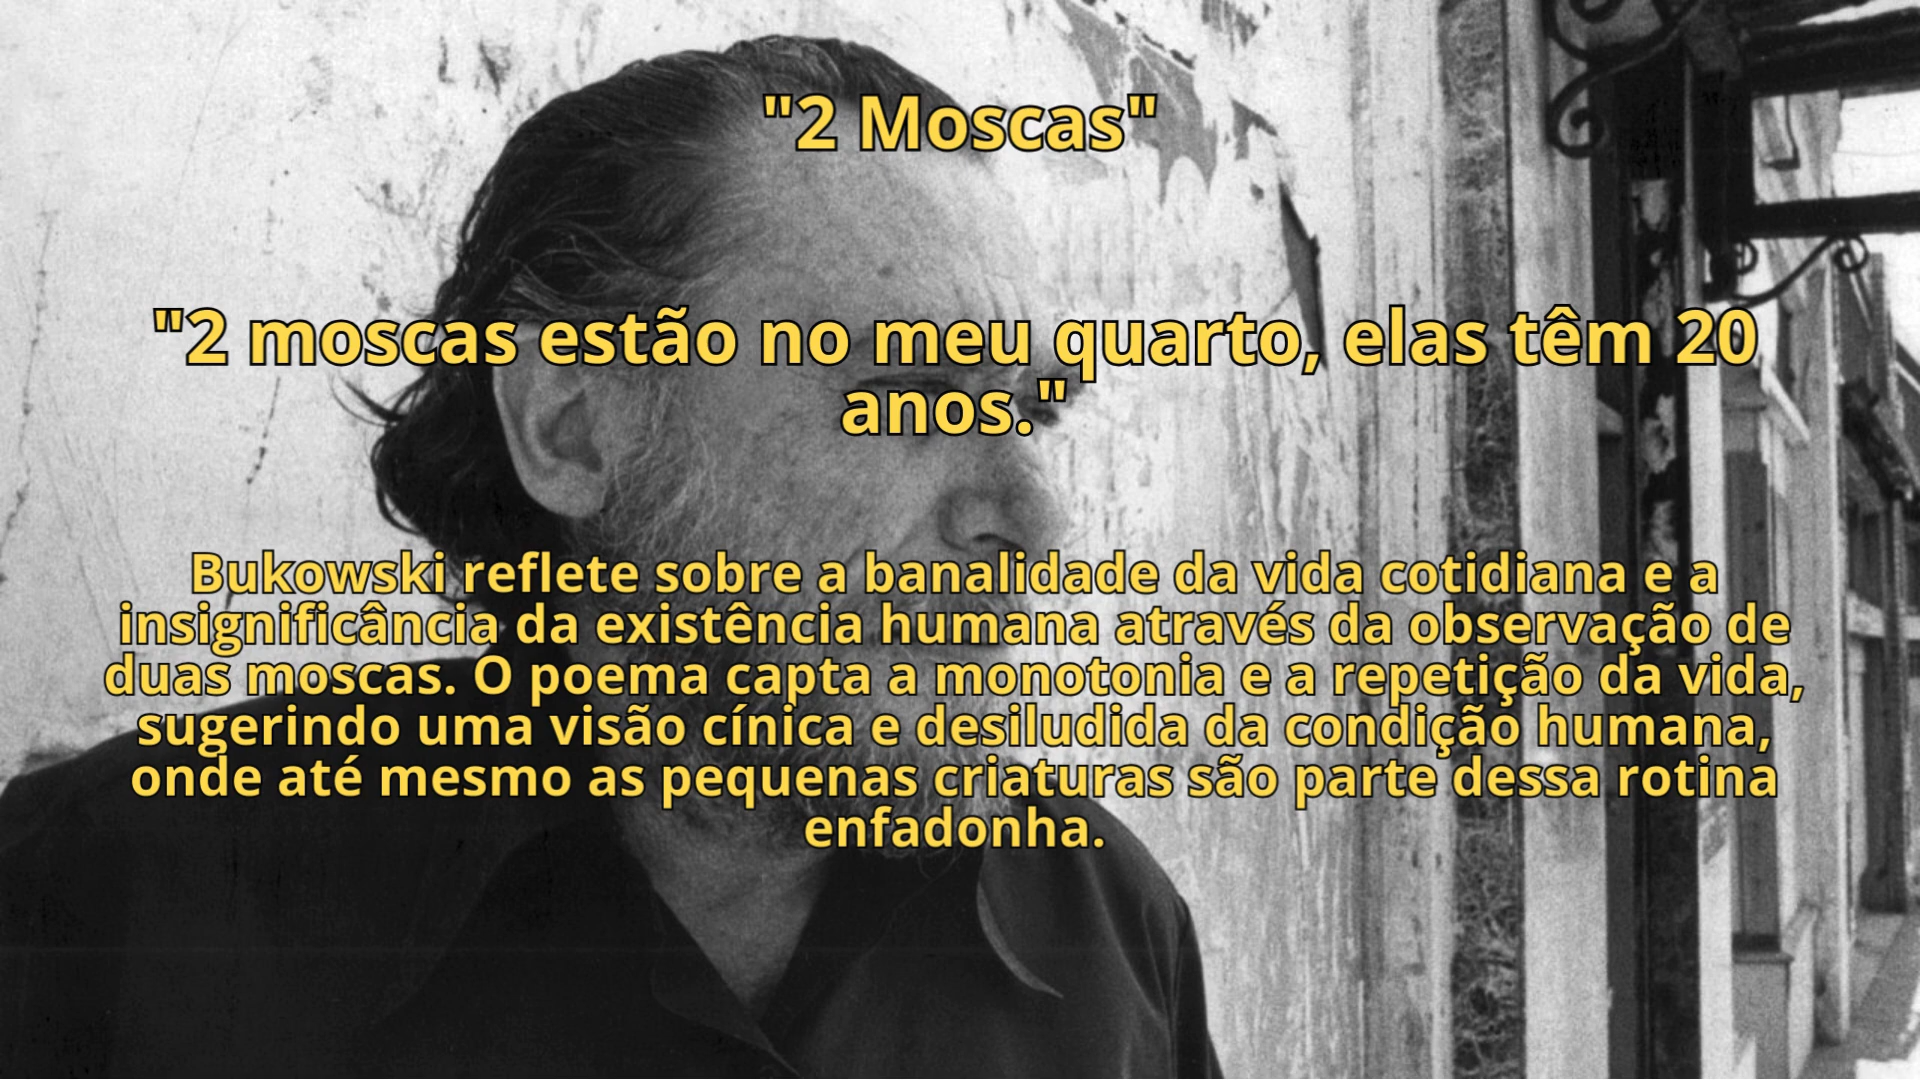 "2 Moscas"
"2 moscas estão no meu quarto, elas têm 20
anos."
Bukowski reflete sobre a banalidade da vida cotidiana e a
insignificância da existência humana através da observação de
duas moscas. O poema capta a monotonia e a repetição da vida,
sugerindo uma visão cínica e desiludida da condição humana,
onde até mesmo as pequenas criaturas são parte dessa rotina
enfadonha.